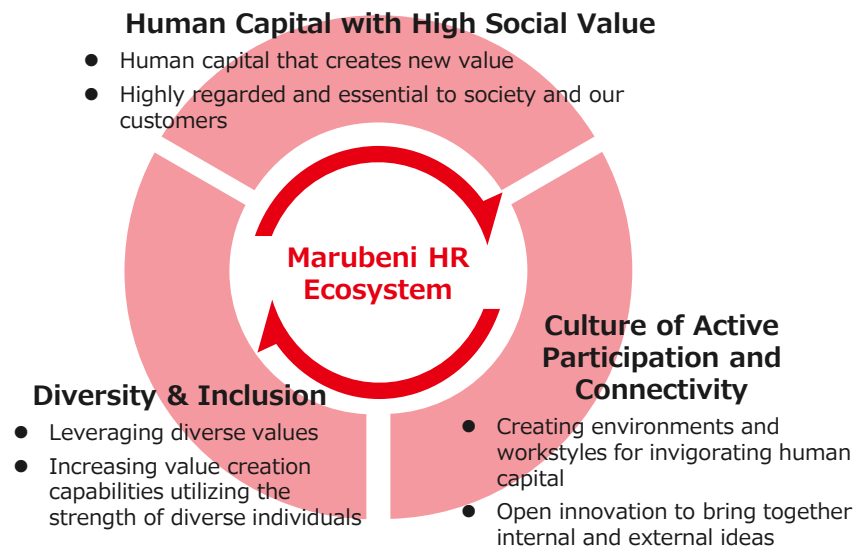 Human Capital with High Social Value
● Human capital that creates new value
● Highly regarded and essential to society and our
customers
Marubeni HR
Ecosystem
Culture of Active
Participation and
Connectivity
● Creating environments and
workstyles for invigorating human
capital
● Open innovation to bring together
internal and external ideas
Diversity & Inclusion
● Leveraging diverse values
● Increasing value creation
capabilities utilizing the
strength of diverse individuals